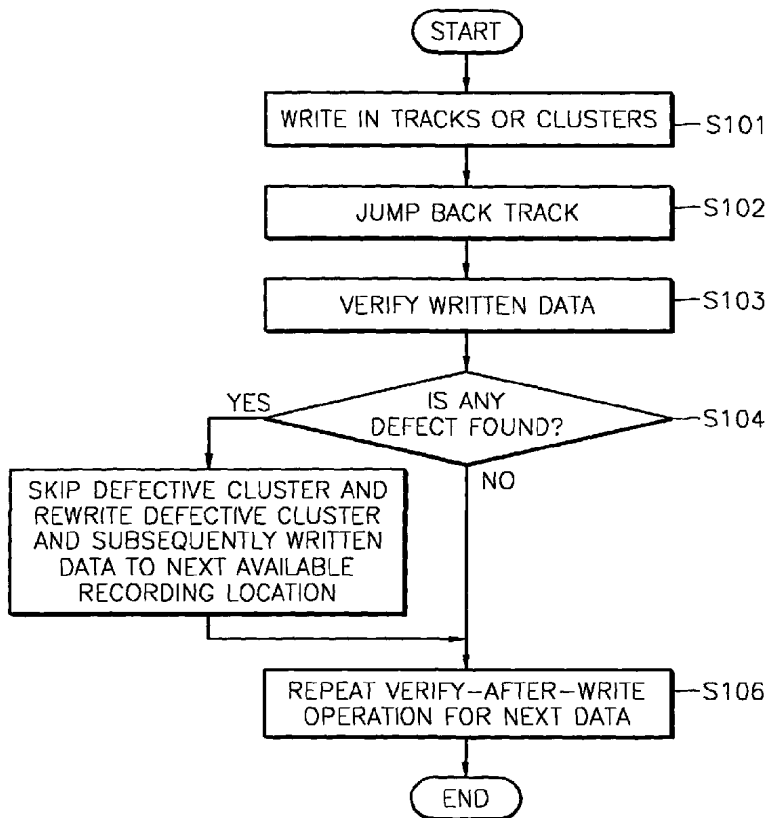 START
WRITE IN TRACKS OR CLUSTERS
S101
JUMP BACK TRACK
S102
VERIFY WRITTEN DATA
S103
IS ANY
DEFECT FOUND?
S104
YES
NO
SKIP DEFECTIVE CLUSTER AND
REWRITE DEFECTIVE CLUSTER
AND SUBSEQUENTLY WRITTEN
DATA TO NEXT AVAILABLE
RECORDING LOCATION
REPEAT VERIFY-AFTER-WRITE
OPERATION FOR NEXT DATA
S106
END